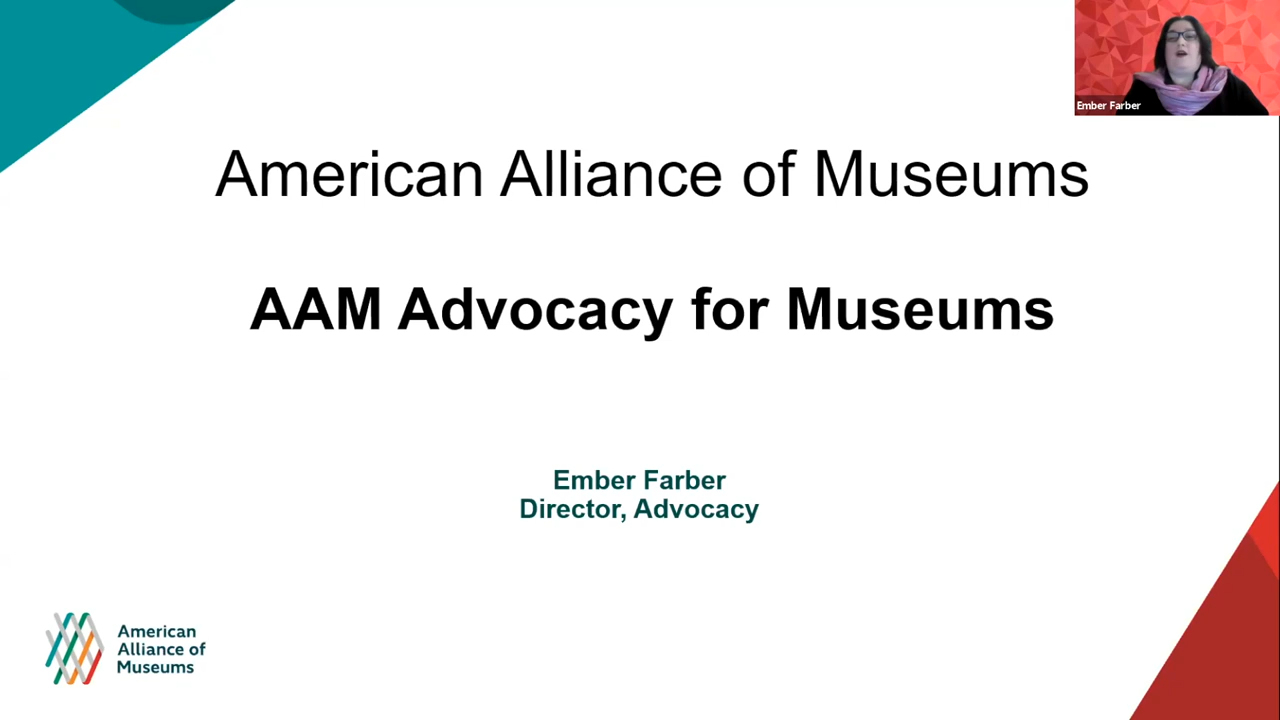 Ember Farber
American Alliance of Museums
AAM Advocacy for Museums
Ember Farber
Director, Advocacy
American
Alliance of
Museums